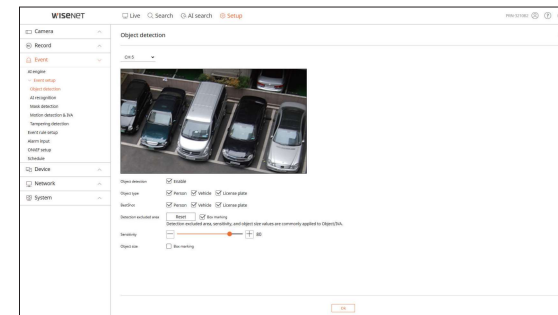 WISENET
Live
Search
AI search
Setup
Camera
Record
Event
AI engine
Event setup
Object detection
AI recognition
Mask detection
Motion detection & IVA
Tampering detection
Event rule setup
Alarm input
ONVIF setup
Schedule
Device
Network
System
Object detection
CH 5
Object detection Enable
Object type Person Vehicle License plate
BestShot Person Vehicle License plate
Detection excluded area Reset Box marking
Detection excluded area, sensitivity, and object size values are commonly applied to Object/IVA.
Sensitivity 80
Object size Box marking
OK